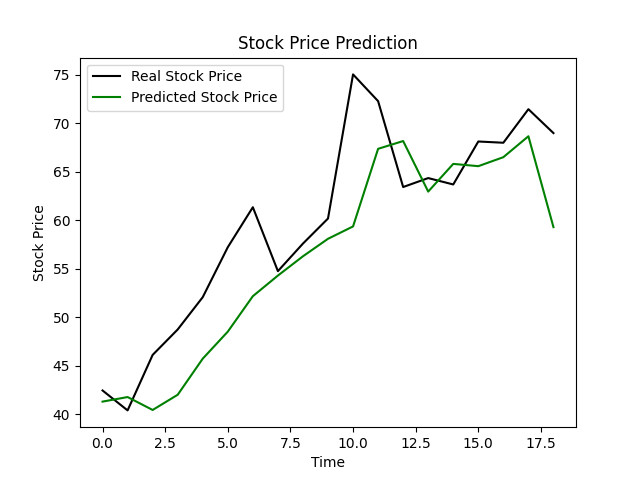 Stock Price Prediction
Real Stock Price
Predicted Stock Price
Stock Price
75
70
65
60
55
50
45
40
0.0 2.5 5.0 7.5 10.0 12.5 15.0 17.5
Time